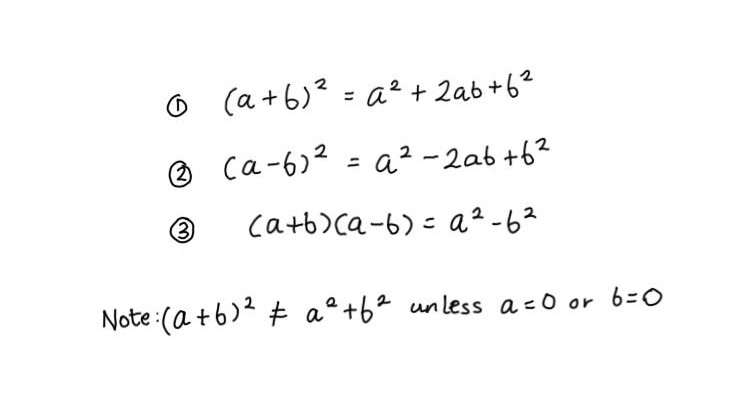 ① (a+b)² = a² + 2ab + b²
② (a-b)² = a² - 2ab + b²
③ (a+b)(a-b) = a² - b²
Note: (a+b)² ≠ a² + b² unless a=0 or b=0